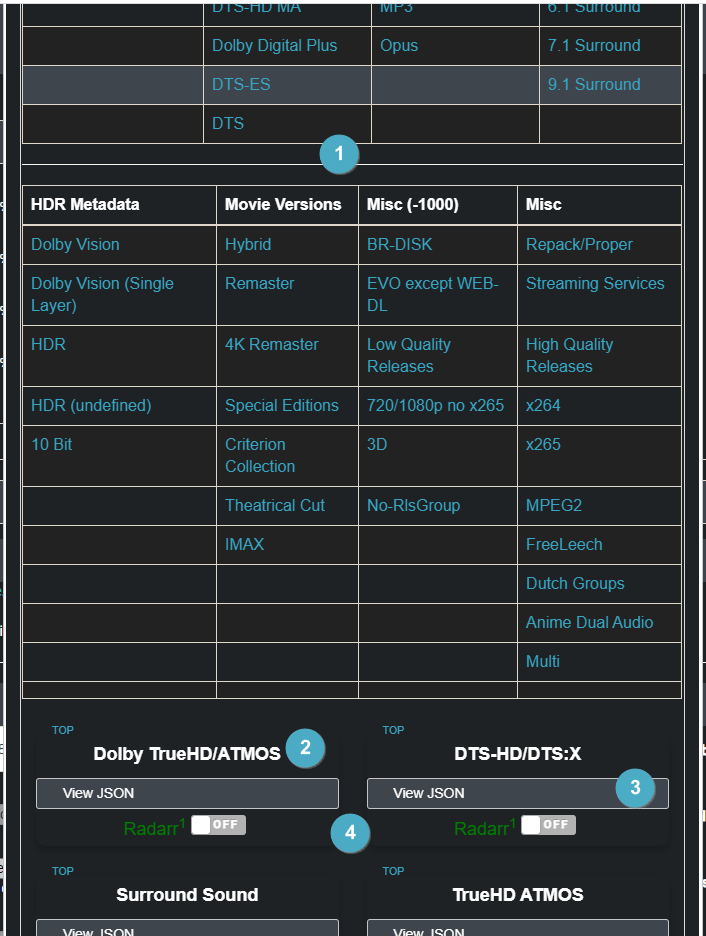 DTS-HD MA MP3 6.1 Surround
Dolby Digital Plus Opus 7.1 Surround
DTS-ES 9.1 Surround
DTS
1
HDR Metadata Movie Versions Misc (-1000) Misc
Dolby Vision Hybrid BR-DISK Repack/Proper
Dolby Vision (Single Remaster EVO except WEB- Streaming Services
Layer) DL
HDR 4K Remaster Low Quality High Quality
Releases Releases
HDR (undefined) Special Editions 720/1080p no x265 x264
10 Bit Criterion 3D x265
Collection
Theatrical Cut No-RlsGroup MPEG2
IMAX FreeLeech
Dutch Groups
Anime Dual Audio
Multi
TOP TOP
Dolby TrueHD/ATMOS 2 DTS-HD/DTS:X
View JSON View JSON 3
Radarr1 OFF 4 Radarr1 OFF
TOP TOP
Surround Sound TrueHD ATMOS
View JSON View JSON